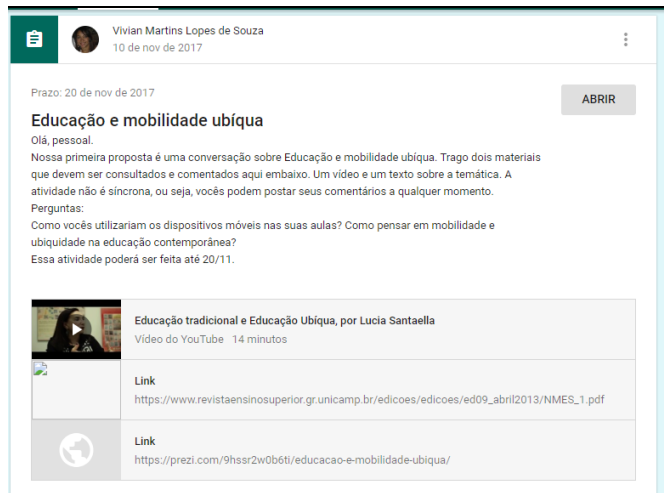 Vivian Martins Lopes de Souza
10 de nov de 2017
Prazo: 20 de nov de 2017
ABRIR
Educação e mobilidade ubíqua
Olá, pessoal.
Nossa primeira proposta é uma conversação sobre Educação e mobilidade ubíqua. Trago dois materiais
que devem ser consultados e comentados aqui embaixo. Um vídeo e um texto sobre a temática. A
atividade não é síncrona, ou seja, vocês podem postar seus comentários a qualquer momento.
Perguntas:
Como vocês utilizariam os dispositivos móveis nas suas aulas? Como pensar em mobilidade e
ubiquidade na educação contemporânea?
Essa atividade poderá ser feita até 20/11.
Educação tradicional e Educação Ubíqua, por Lucia Santaella
Vídeo do YouTube 14 minutos
Link
https://www.revistaensinosuperior.gr.unicamp.br/edicoes/edicoes/ed09_abril2013/NMES_1.pdf
Link
https://prezi.com/9hssr2w0b6ti/educacao-e-mobilidade-ubiqua/